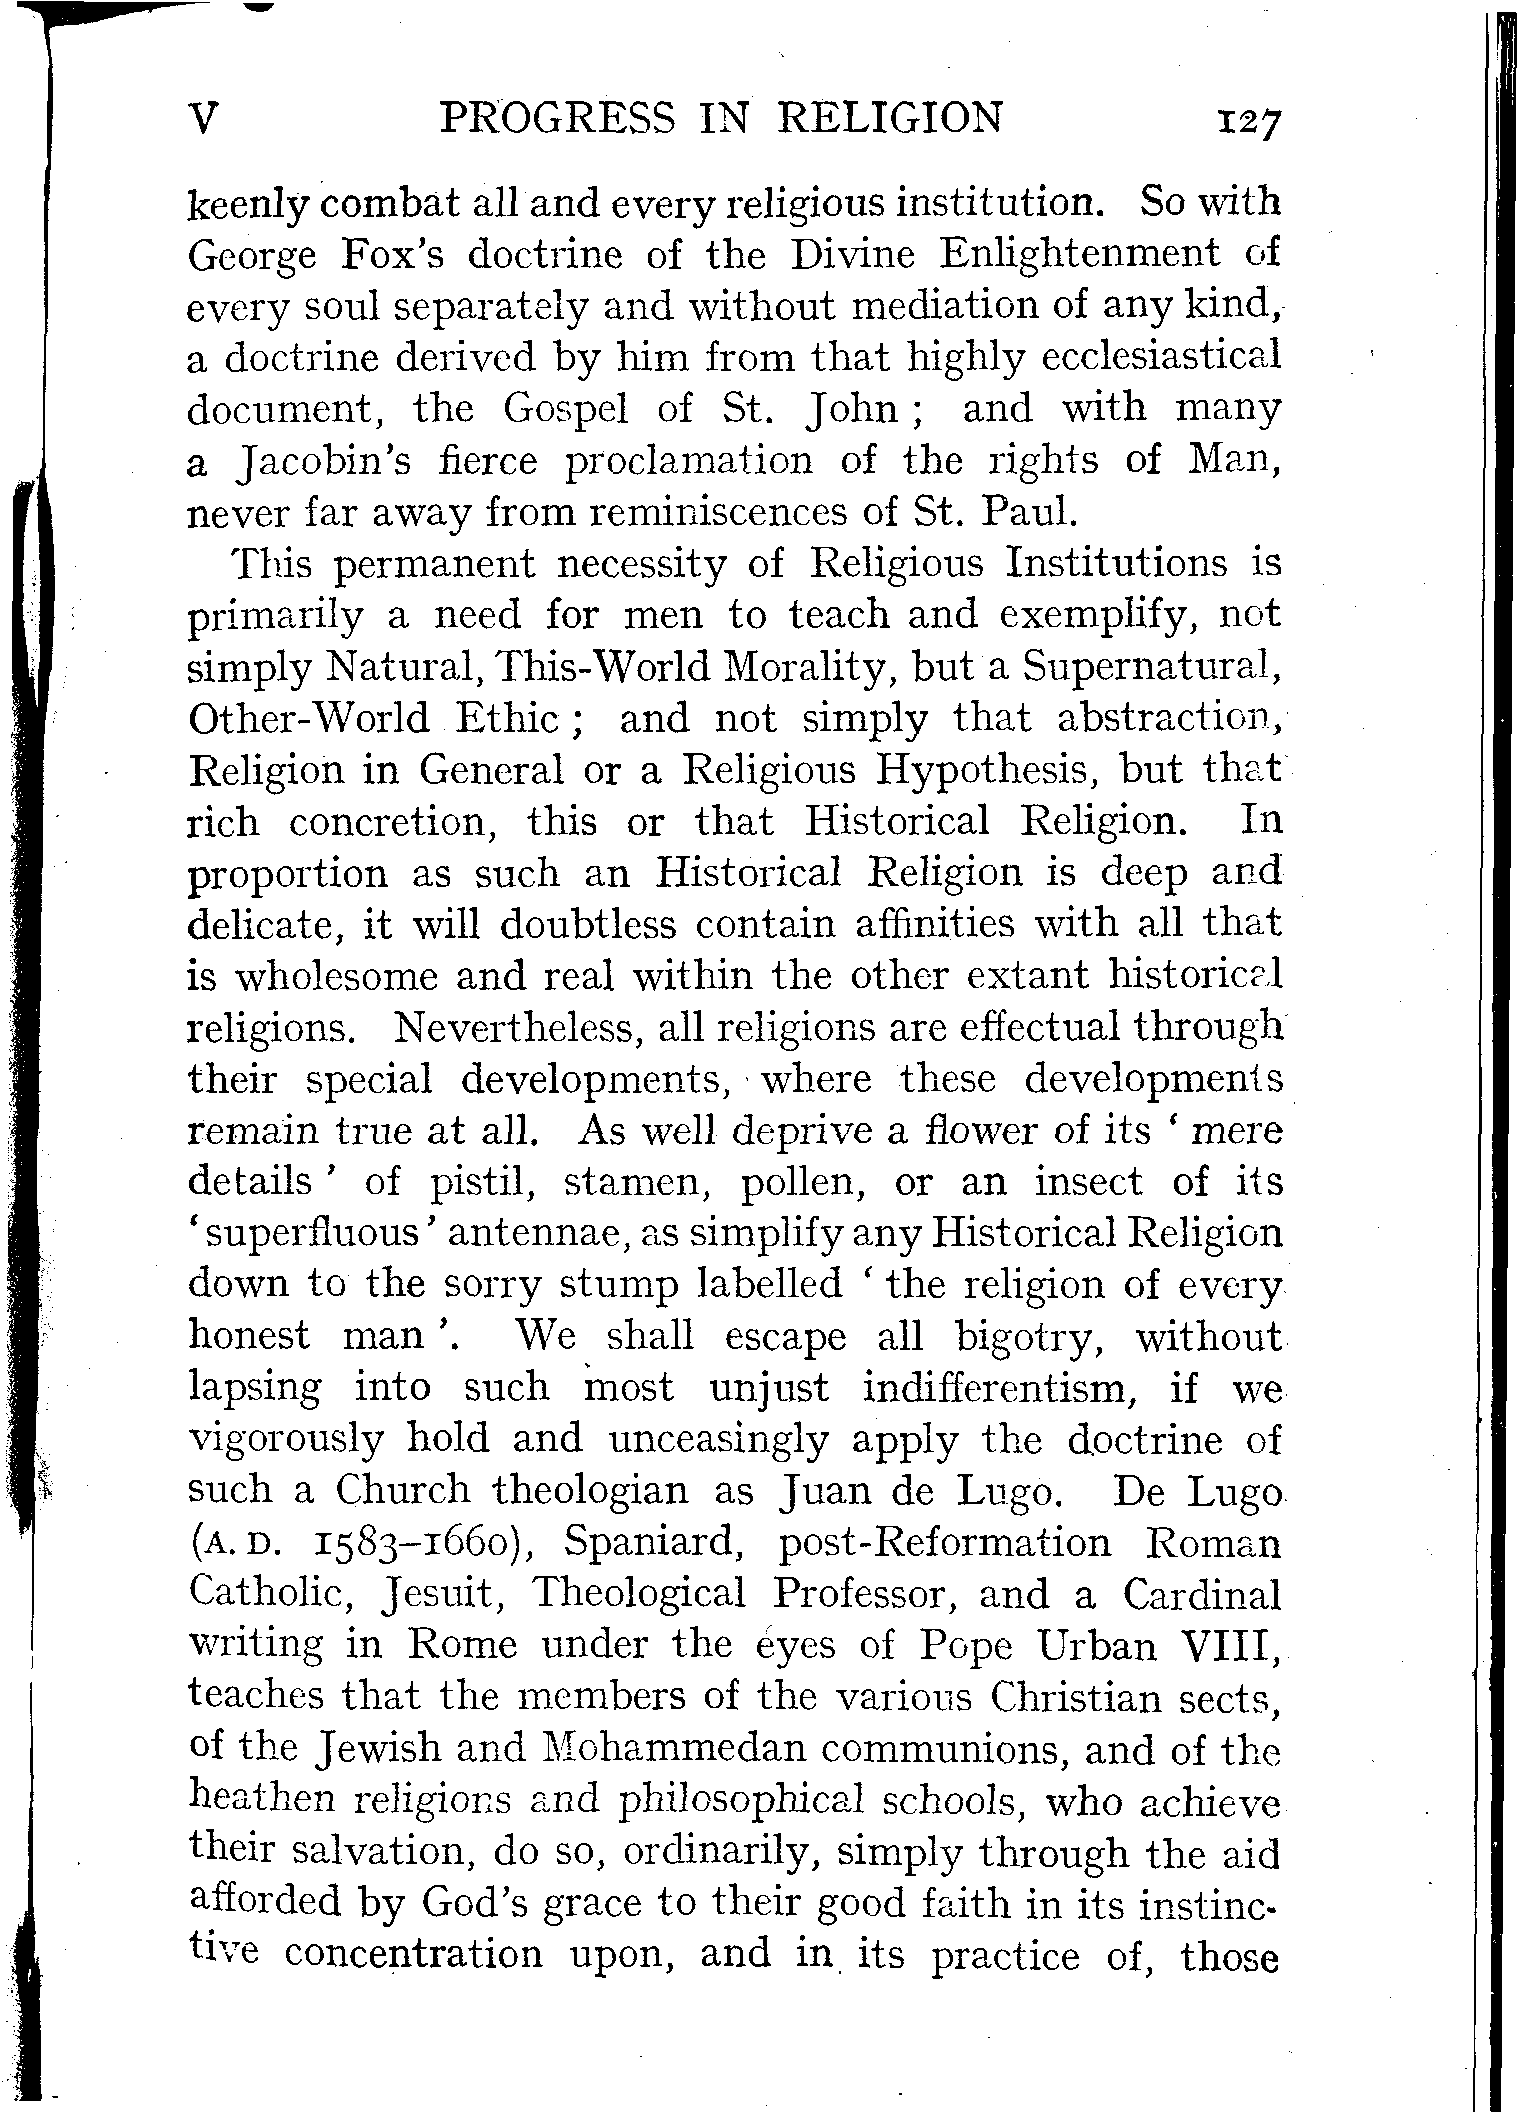 V PROGRESS IN RELIGION 127
keenly combat all and every religious institution. So with
George Fox's doctrine of the Divine Enlightenment of
every soul separately and without mediation of any kind,
a doctrine derived by him from that highly ecclesiastical
document, the Gospel of St. John ; and with many
a Jacobin's fierce proclamation of the rights of Man,
never far away from reminiscences of St. Paul.
This permanent necessity of Religious Institutions is
primarily a need for men to teach and exemplify, not
simply Natural, This-World Morality, but a Supernatural,
Other-World Ethic ; and not simply that abstraction,
Religion in General or a Religious Hypothesis, but that
rich concretion, this or that Historical Religion. In
proportion as such an Historical Religion is deep and
delicate, it will doubtless contain affinities with all that
is wholesome and real within the other extant historical
religions. Nevertheless, all religions are effectual through
their special developments, where these developments
remain true at all. As well deprive a flower of its ‘ mere
details ’ of pistil, stamen, pollen, or an insect of its
‘ superfluous ’ antennae, as simplify any Historical Religion
down to the sorry stump labelled ‘ the religion of every
honest man ’. We shall escape all bigotry, without
lapsing into such most unjust indifferentism, if we
vigorously hold and unceasingly apply the doctrine of
such a Church theologian as Juan de Lugo. De Lugo
(A. D. 1583–1660), Spaniard, post-Reformation Roman
Catholic, Jesuit, Theological Professor, and a Cardinal
writing in Rome under the eyes of Pope Urban VIII,
teaches that the members of the various Christian sects,
of the Jewish and Mohammedan communions, and of the
heathen religions and philosophical schools, who achieve
their salvation, do so, ordinarily, simply through the aid
afforded by God's grace to their good faith in its instinc-
tive concentration upon, and in its practice of, those